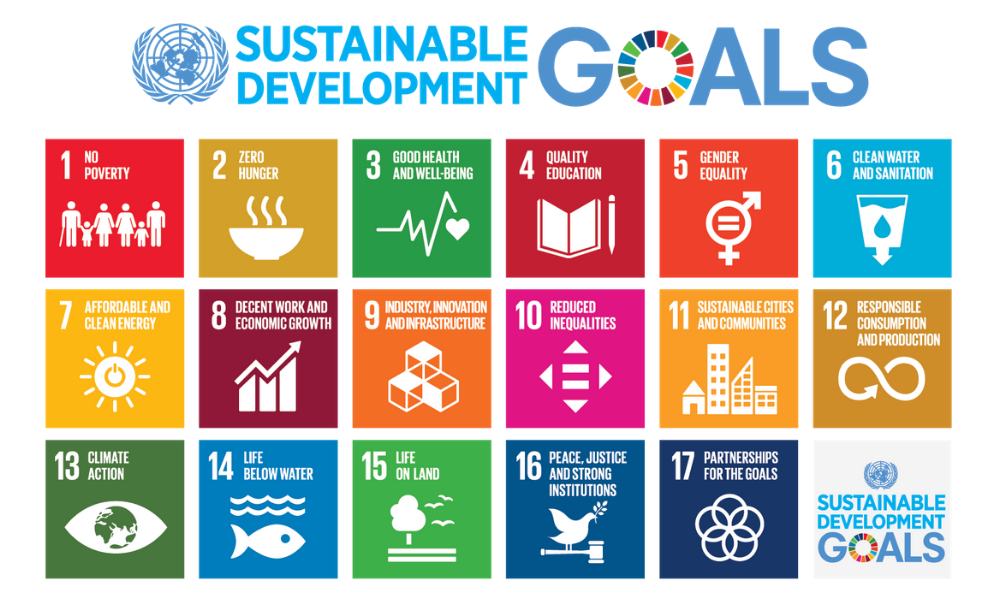 SUSTAINABLE
DEVELOPMENT
GOALS
1 NO
POVERTY
2 ZERO
HUNGER
3 GOOD HEALTH
AND WELL-BEING
4 QUALITY
EDUCATION
5 GENDER
EQUALITY
6 CLEAN WATER
AND SANITATION
7 AFFORDABLE AND
CLEAN ENERGY
8 DECENT WORK AND
ECONOMIC GROWTH
9 INDUSTRY, INNOVATION
AND INFRASTRUCTURE
10 REDUCED
INEQUALITIES
11 SUSTAINABLE CITIES
AND COMMUNITIES
12 RESPONSIBLE
CONSUMPTION
AND PRODUCTION
13 CLIMATE
ACTION
14 LIFE
BELOW WATER
15 LIFE
ON LAND
16 PEACE, JUSTICE
AND STRONG
INSTITUTIONS
17 PARTNERSHIPS
FOR THE GOALS
SUSTAINABLE
DEVELOPMENT
GOALS